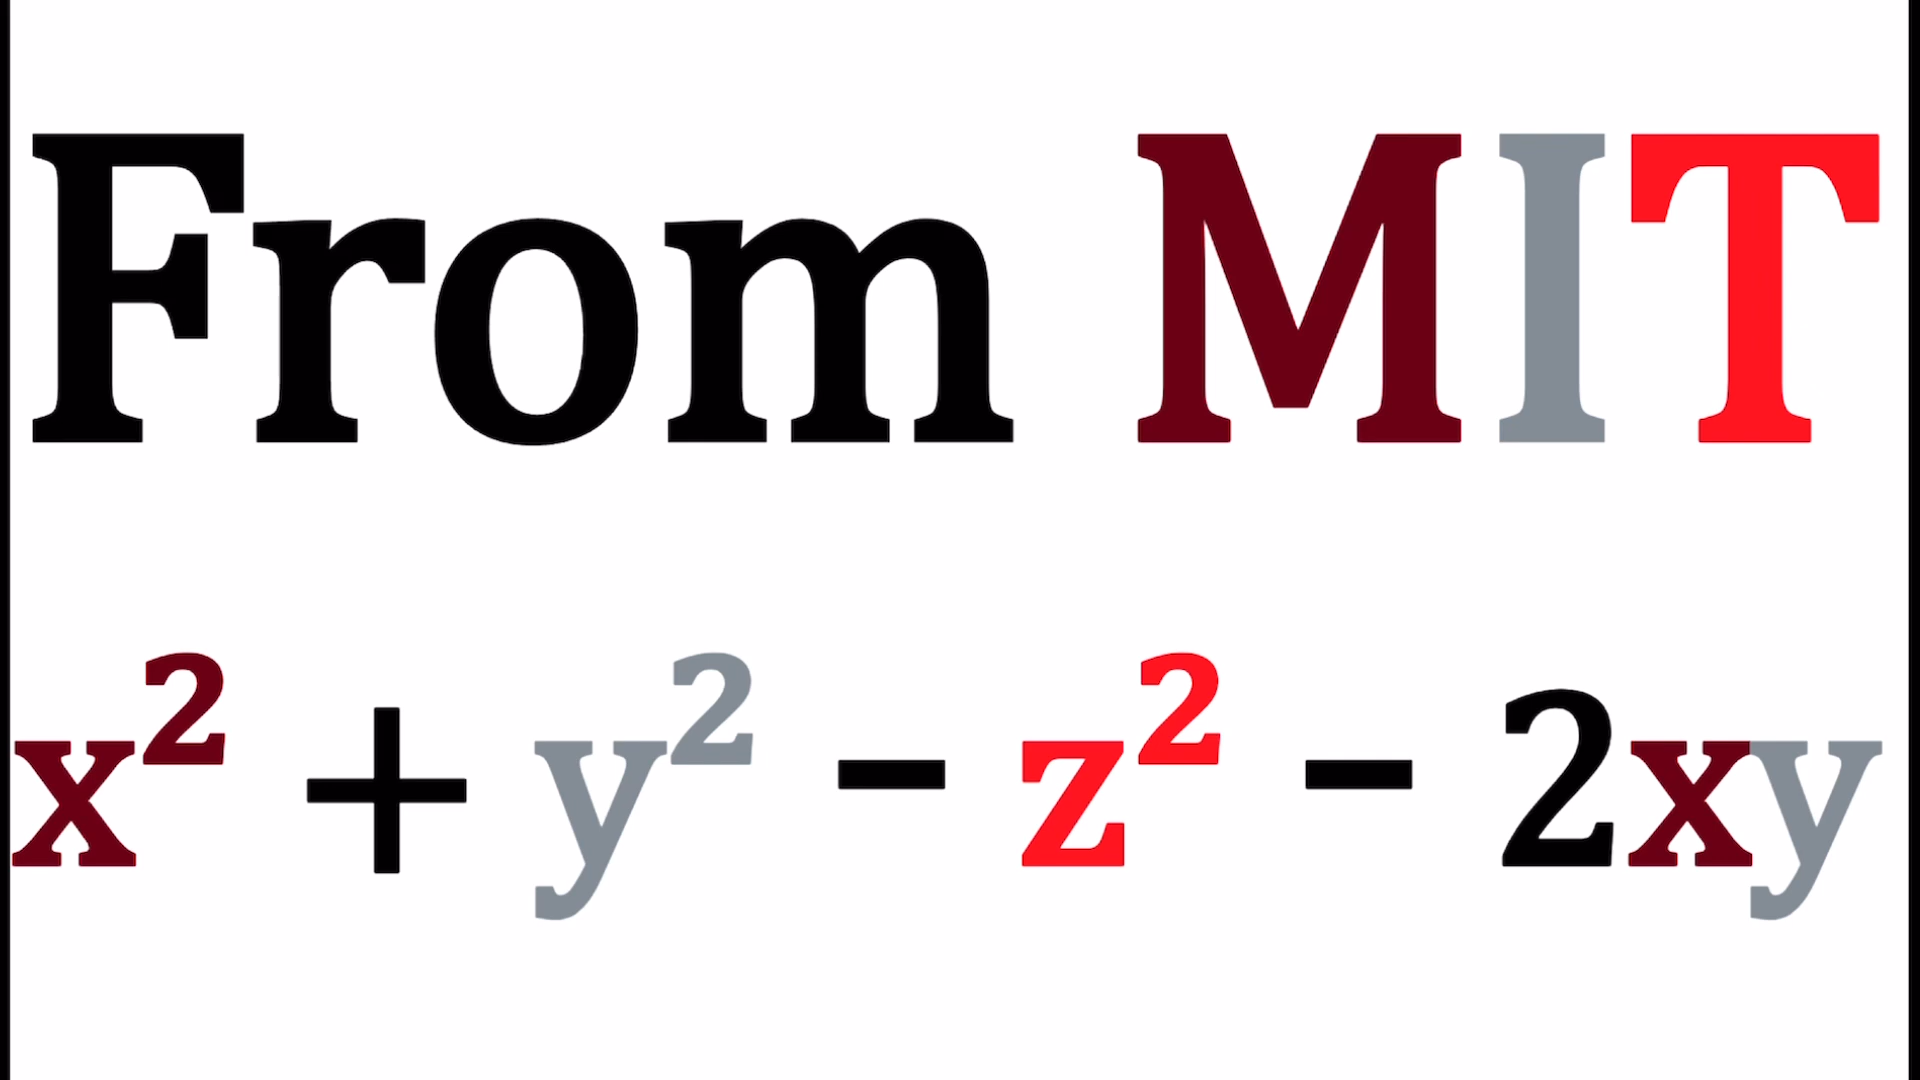 From MIT
x² + y² - z² - 2xy